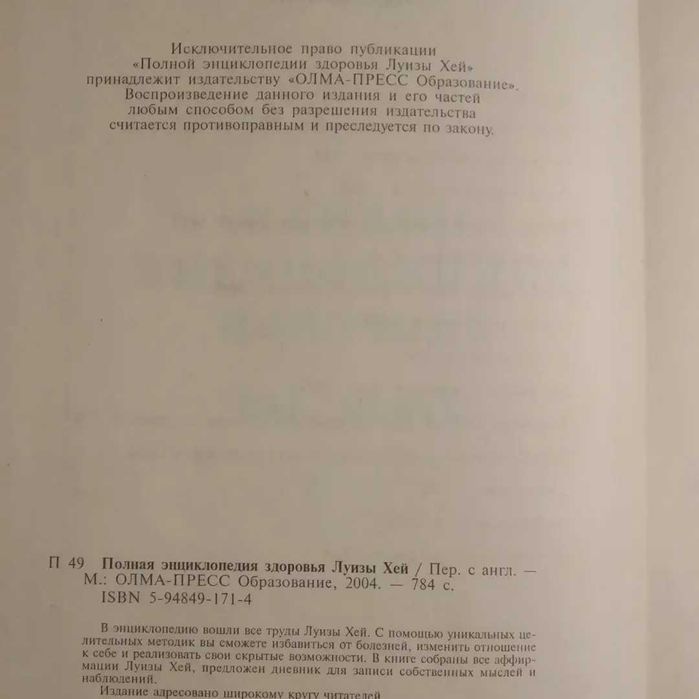 Исключительное право публикации
«Полной энциклопедии здоровья Луизы Хей»
принадлежит издательству «ОЛМА-ПРЕСС Образование».
Воспроизведение данного издания и его частей
любым способом без разрешения издательства
считается противоправным и преследуется по закону.
П 49 Полная энциклопедия здоровья Луизы Хей / Пер. с англ. —
М.: ОЛМА-ПРЕСС Образование, 2004. — 784 с.
ISBN 5-94849-171-4
В энциклопедию вошли все труды Луизы Хей. С помощью уникальных це-
лительных методик вы сможете избавиться от болезней, изменить отношение
к себе и реализовать свои скрытые возможности. В книге собраны все аффир-
мации Луизы Хей, предложен дневник для записи собственных мыслей и
наблюдений.
Издание адресовано широкому кругу читателей